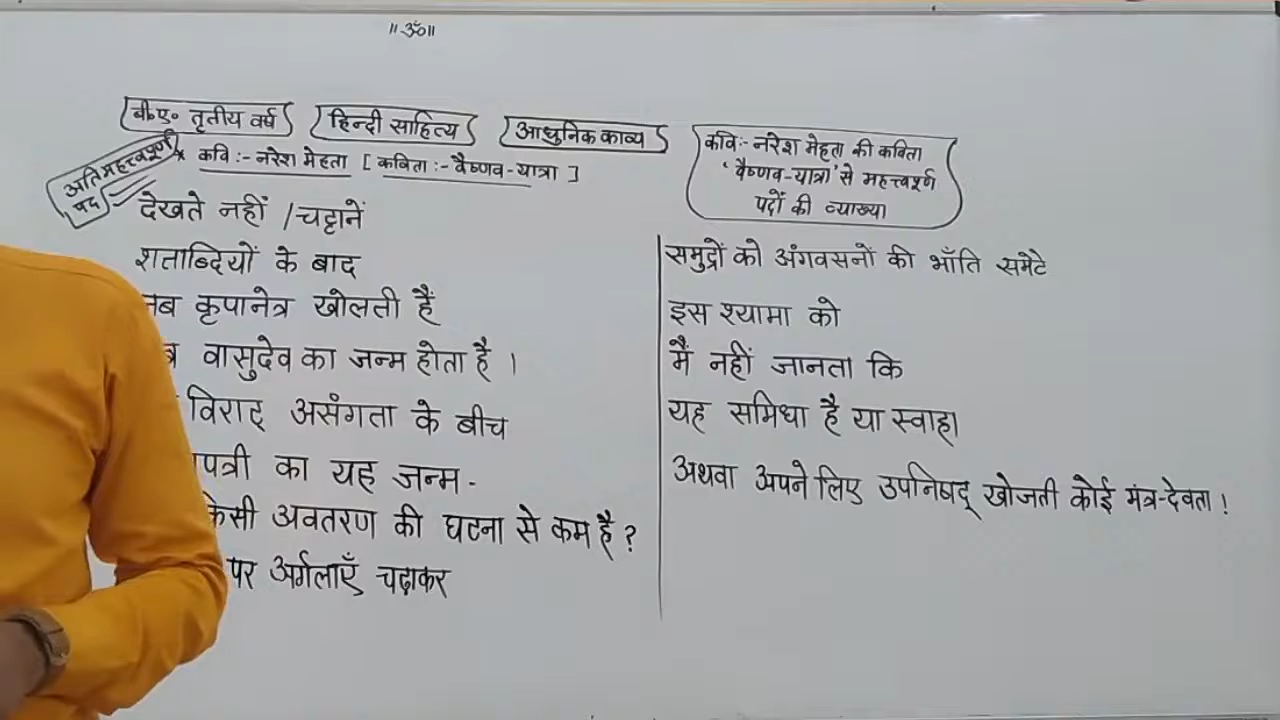 ॥ ॐ॥
बी०ए० तृतीय वर्ष
हिन्दी साहित्य
आधुनिक काव्य
कवि:- नरेश मेहता की कविता
'वैष्णव-यात्रा' से महत्त्वपूर्ण
पदों की व्याख्या
अतिमहत्त्वपूर्ण
पद
* कवि :- नरेश मेहता [ कविता :- वैष्णव-यात्रा ]
देखते नहीं /चट्टानें
शताब्दियों के बाद
कृपानेत्र खोलती हैं
वासुदेव का जन्म होता है ।
विराट् असंगता के बीच
का यह जन्म -
अवतरण की घटना से कम है ?
पर अर्गलाएँ चढ़ाकर
समुद्रों को अंगवसनों की भाँति समेटे
इस श्यामा को
मैं नहीं जानता कि
यह समिधा है या स्वाहा
अथवा अपने लिए उपनिषद् खोजती कोई मंत्र-देवता !